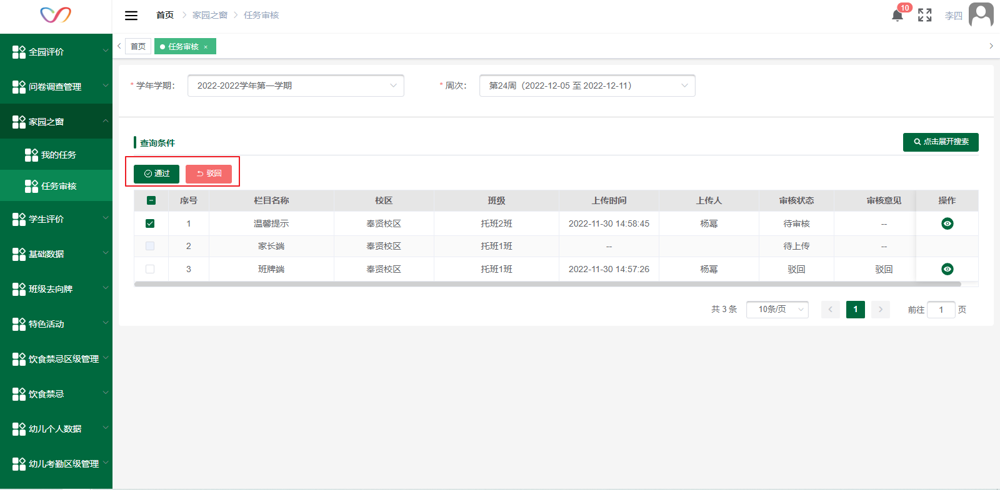 首页 家园之窗 任务审核
10
李四
首页 任务审核 ×
全园评价
问卷调查管理
家园之窗
我的任务
任务审核
学生评价
基础数据
班级去向牌
特色活动
饮食禁忌区级管理
饮食禁忌
幼儿个人数据
幼儿考勤区级管理
* 学年学期： 2022-2022学年第一学期 * 周次： 第24周（2022-12-05 至 2022-12-11）
查询条件 点击展开搜索
通过 驳回
序号 栏目名称 校区 班级 上传时间 上传人 审核状态 审核意见 操作
1 温馨提示 奉贤校区 托班2班 2022-11-30 14:58:45 杨幂 待审核 --
2 家长端 奉贤校区 托班1班 -- 待上传 --
3 班牌端 奉贤校区 托班1班 2022-11-30 14:57:26 杨幂 驳回 驳回
共 3 条 10条/页 1 前往 1 页